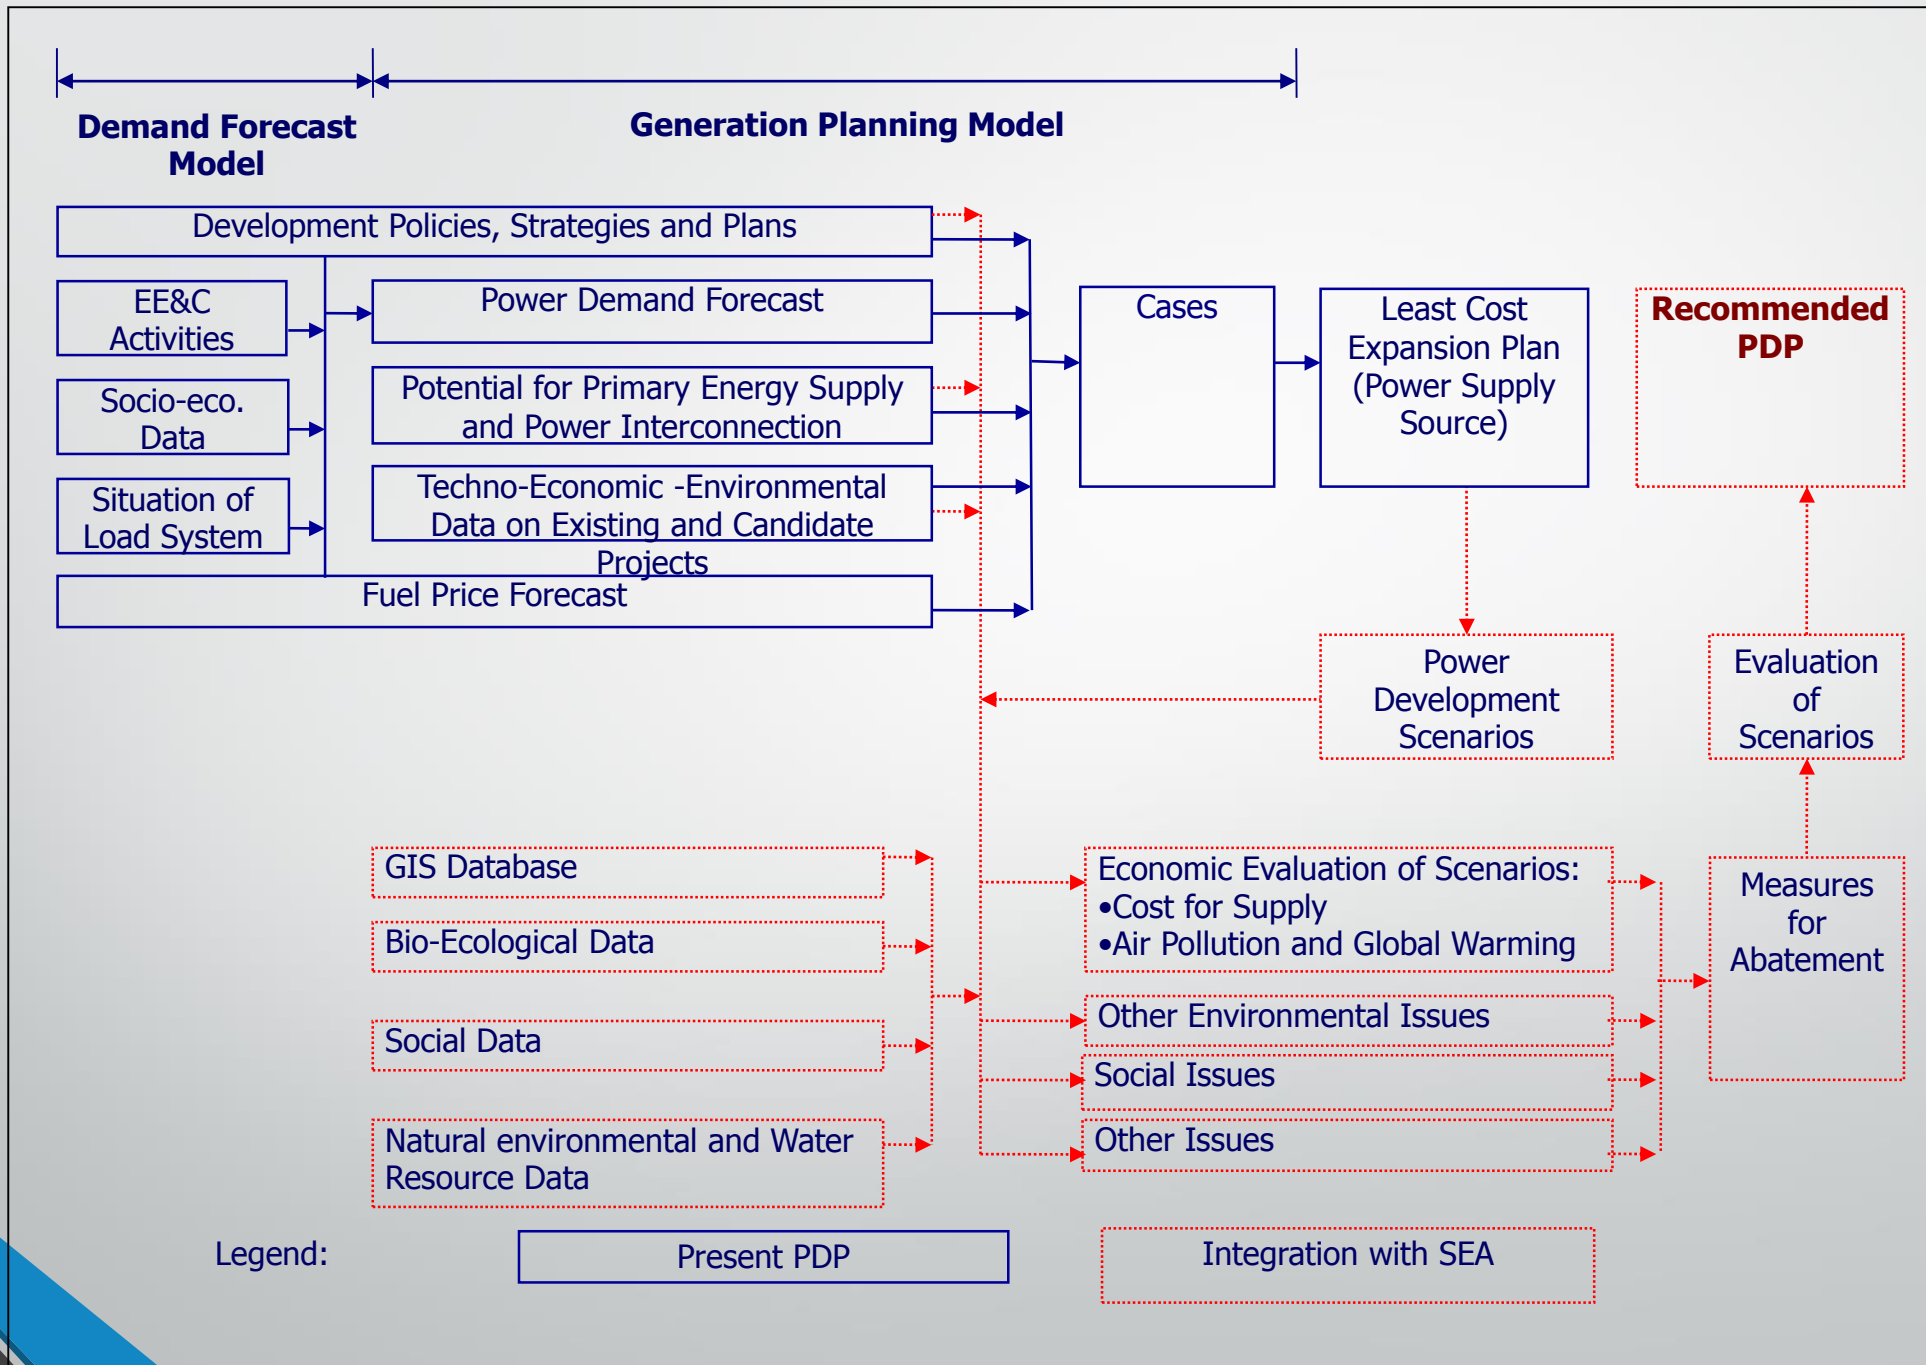 Demand Forecast
Model
Generation Planning Model
Development Policies, Strategies and Plans
EE&C
Activities
Power Demand Forecast
Cases
Least Cost
Expansion Plan
(Power Supply
Source)
Recommended
PDP
Socio-eco.
Data
Potential for Primary Energy Supply
and Power Interconnection
Situation of
Load System
Techno-Economic -Environmental
Data on Existing and Candidate
Projects
Fuel Price Forecast
Power
Development
Scenarios
Evaluation
of
Scenarios
GIS Database
Bio-Ecological Data
Social Data
Natural environmental and Water
Resource Data
Economic Evaluation of Scenarios:
•Cost for Supply
•Air Pollution and Global Warming
Other Environmental Issues
Social Issues
Other Issues
Measures
for
Abatement
Legend:
Present PDP
Integration with SEA